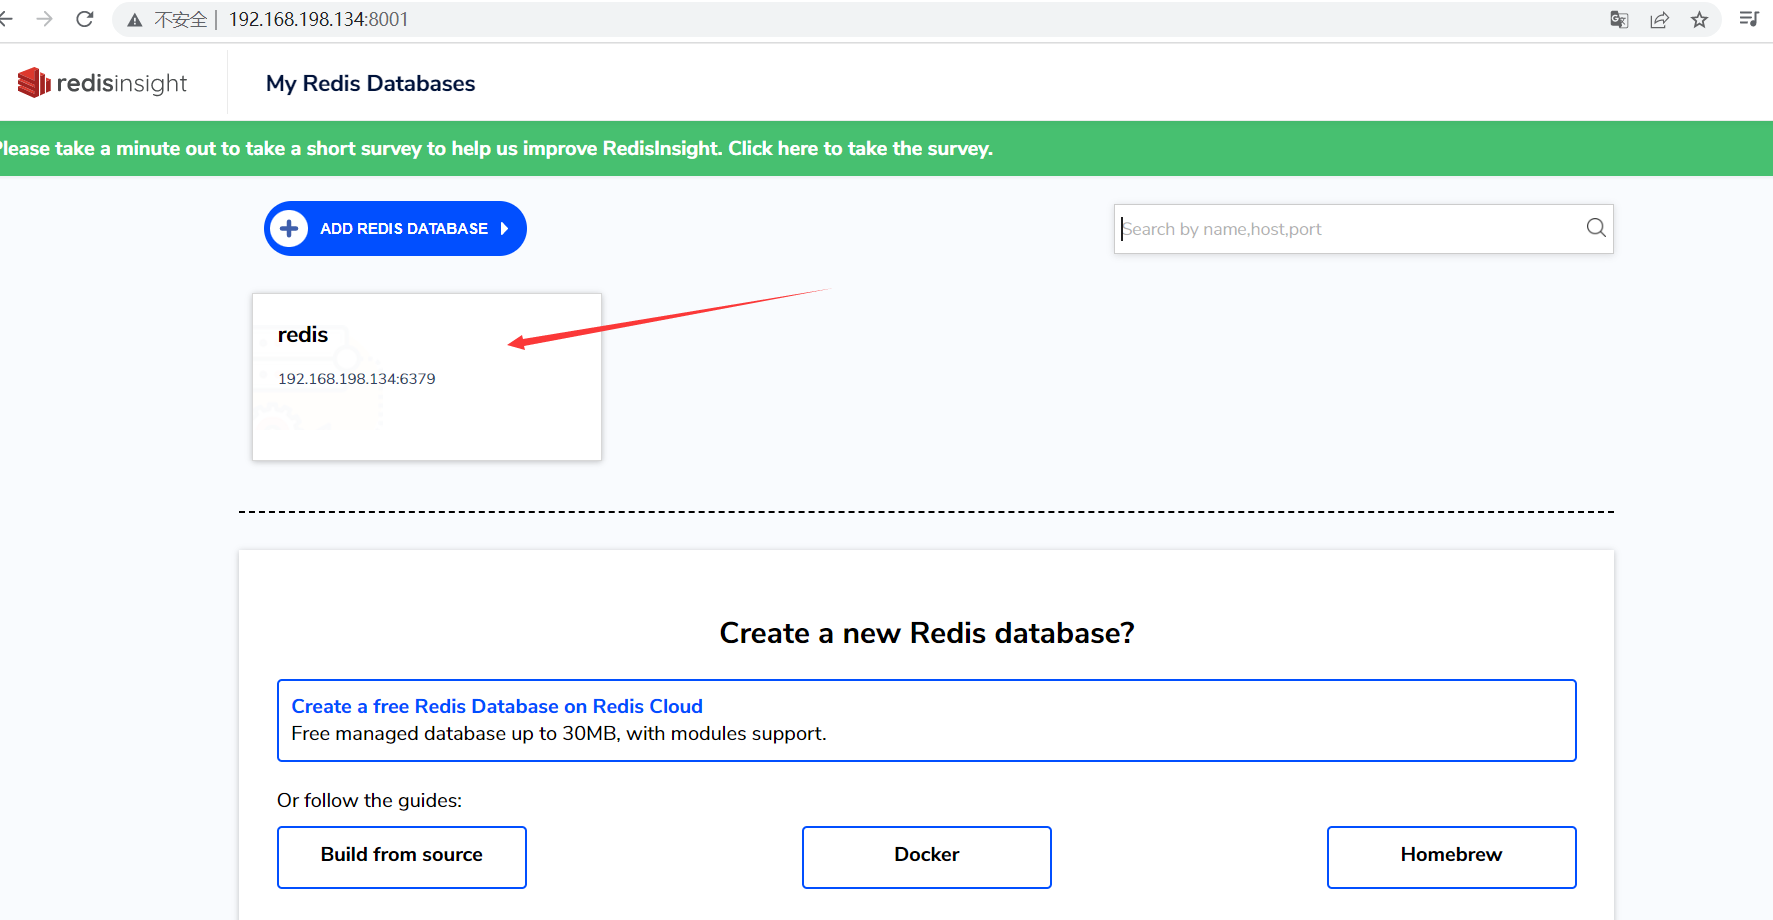 不安全 | 192.168.198.134:8001
redisinsight
My Redis Databases
Please take a minute out to take a short survey to help us improve RedisInsight. Click here to take the survey.
ADD REDIS DATABASE
Search by name,host,port
redis
192.168.198.134:6379
Create a new Redis database?
Create a free Redis Database on Redis Cloud
Free managed database up to 30MB, with modules support.
Or follow the guides:
Build from source
Docker
Homebrew